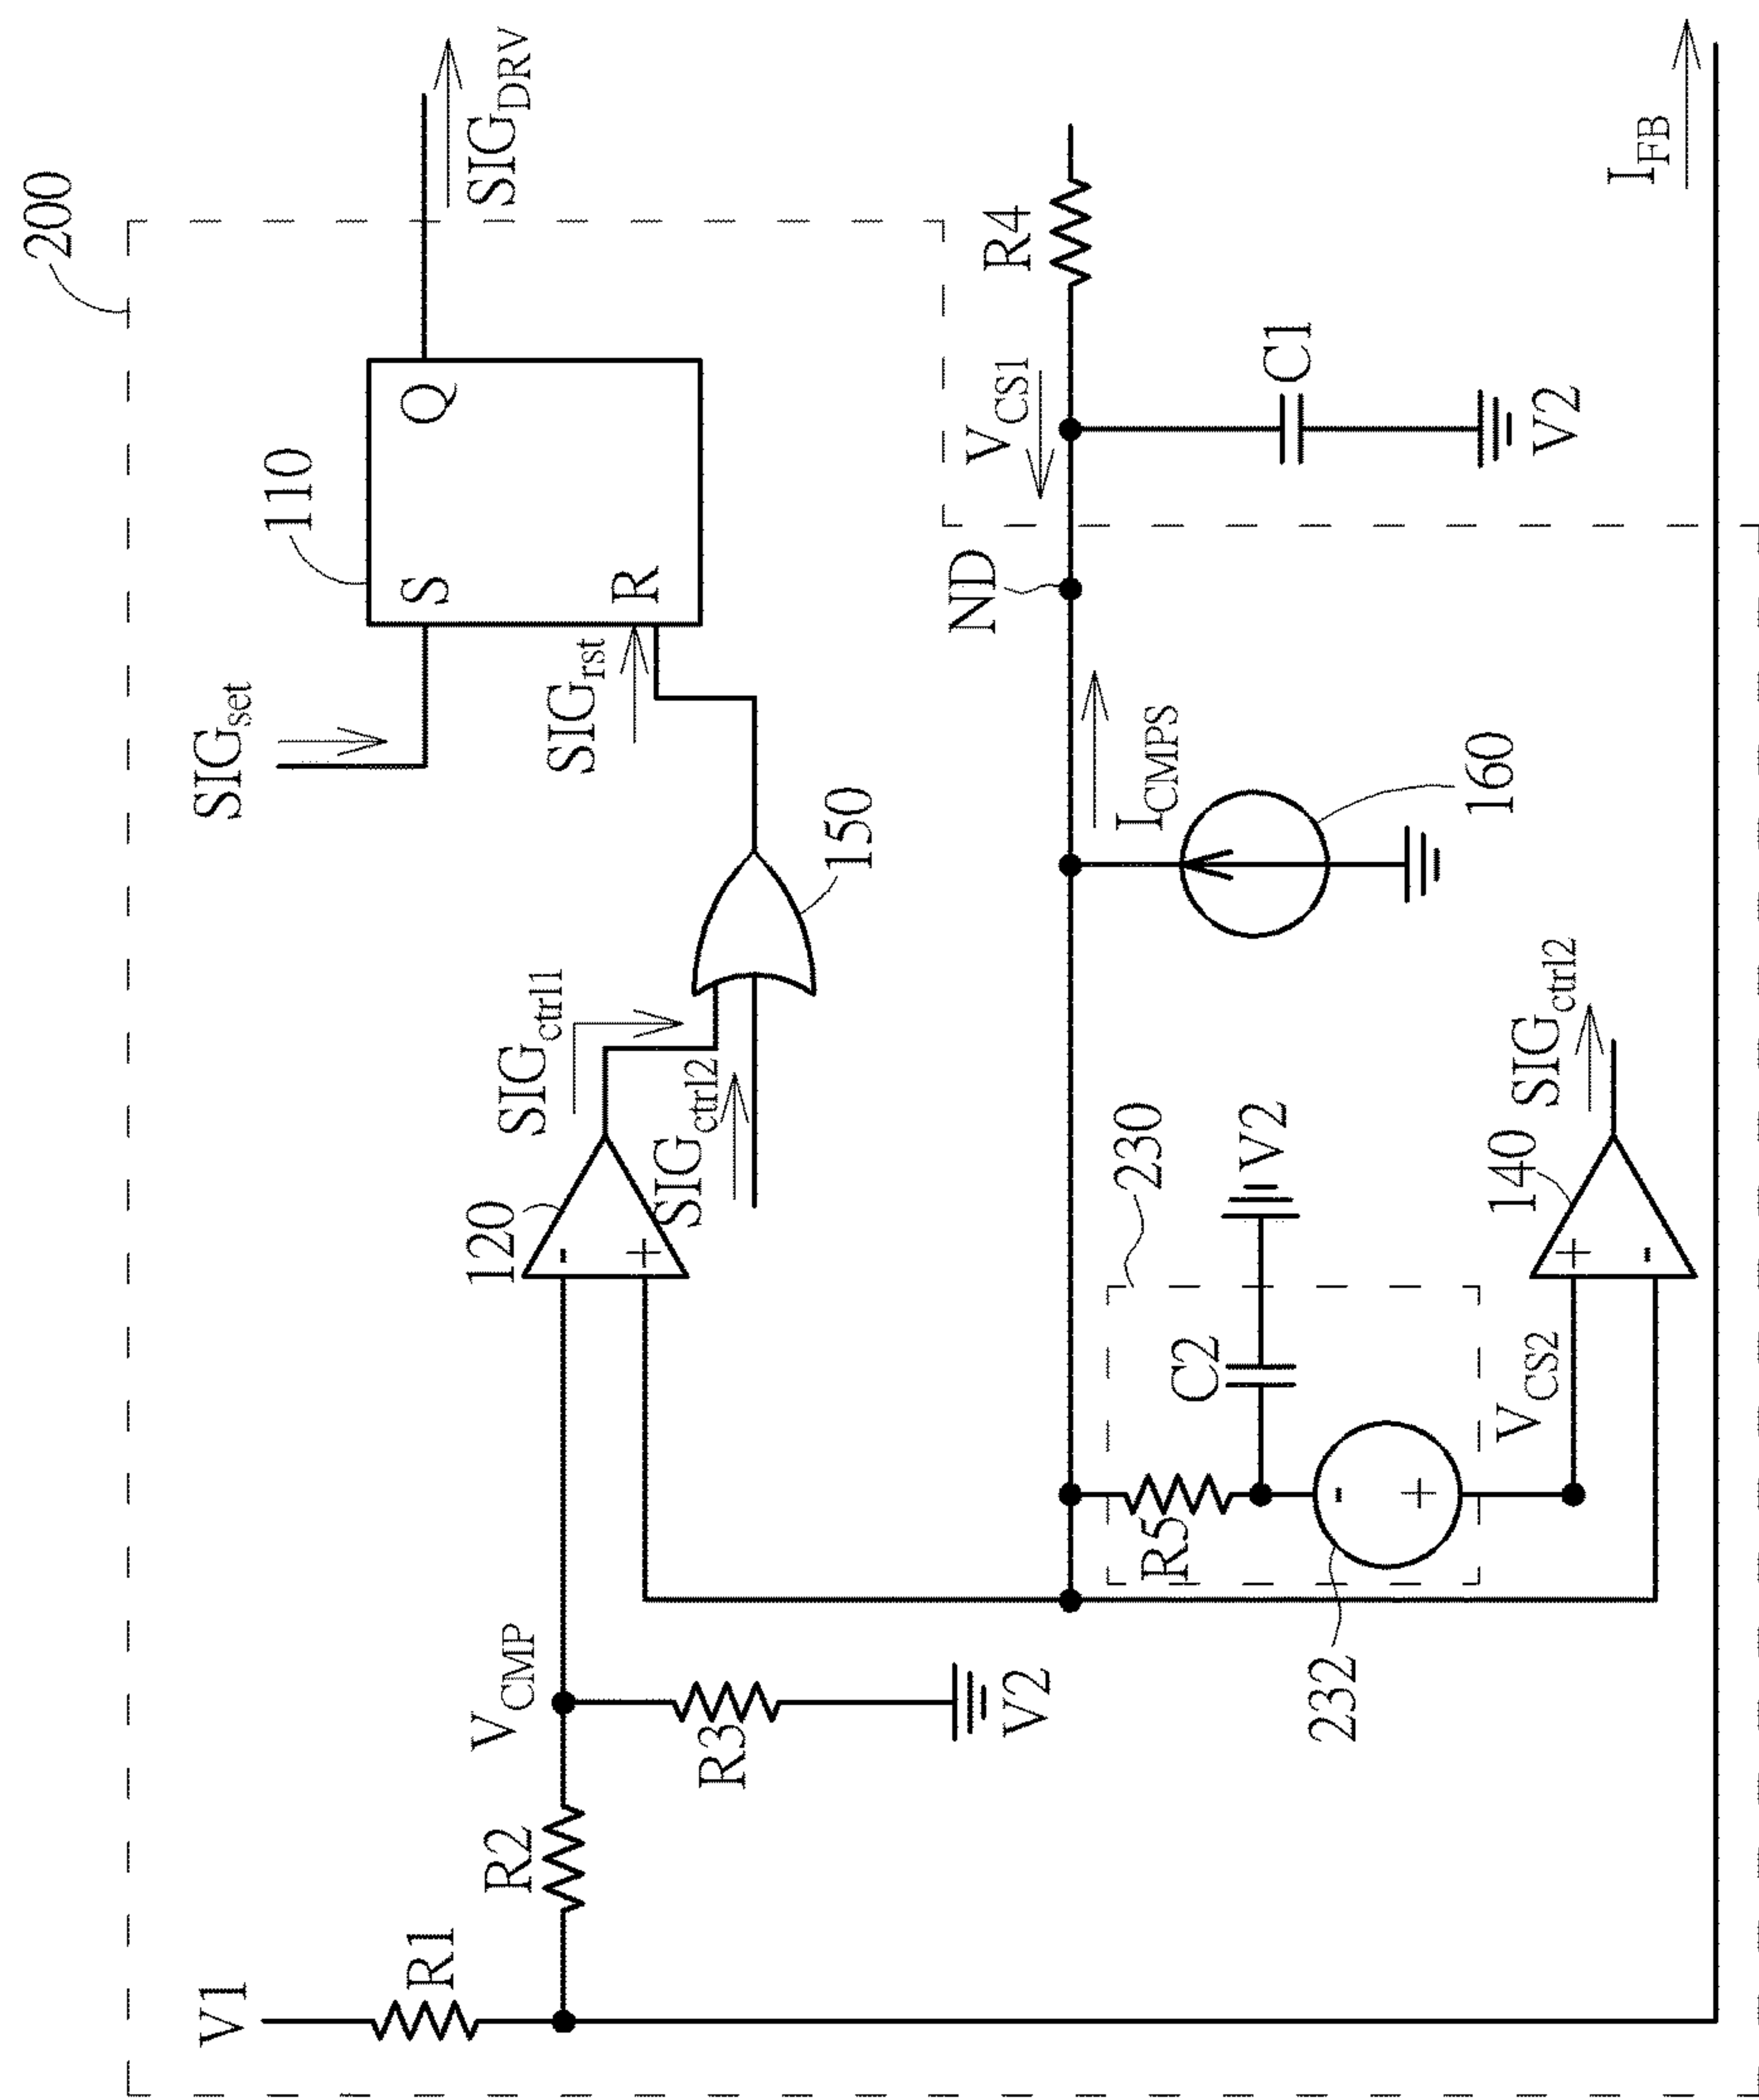 200
V1
R1
R2
V_CMP
R3
V2
120
-
+
SIG_ctrl1
SIG_ctrl2
150
SIG_set
SIG_rst
110
S
R
Q
SIG_DRV
ND
V_CS1
R4
C1
V2
I_CMPS
160
230
R5
C2
V2
-
+
232
V_CS2
140
+
-
SIG_ctrl2
I_FB